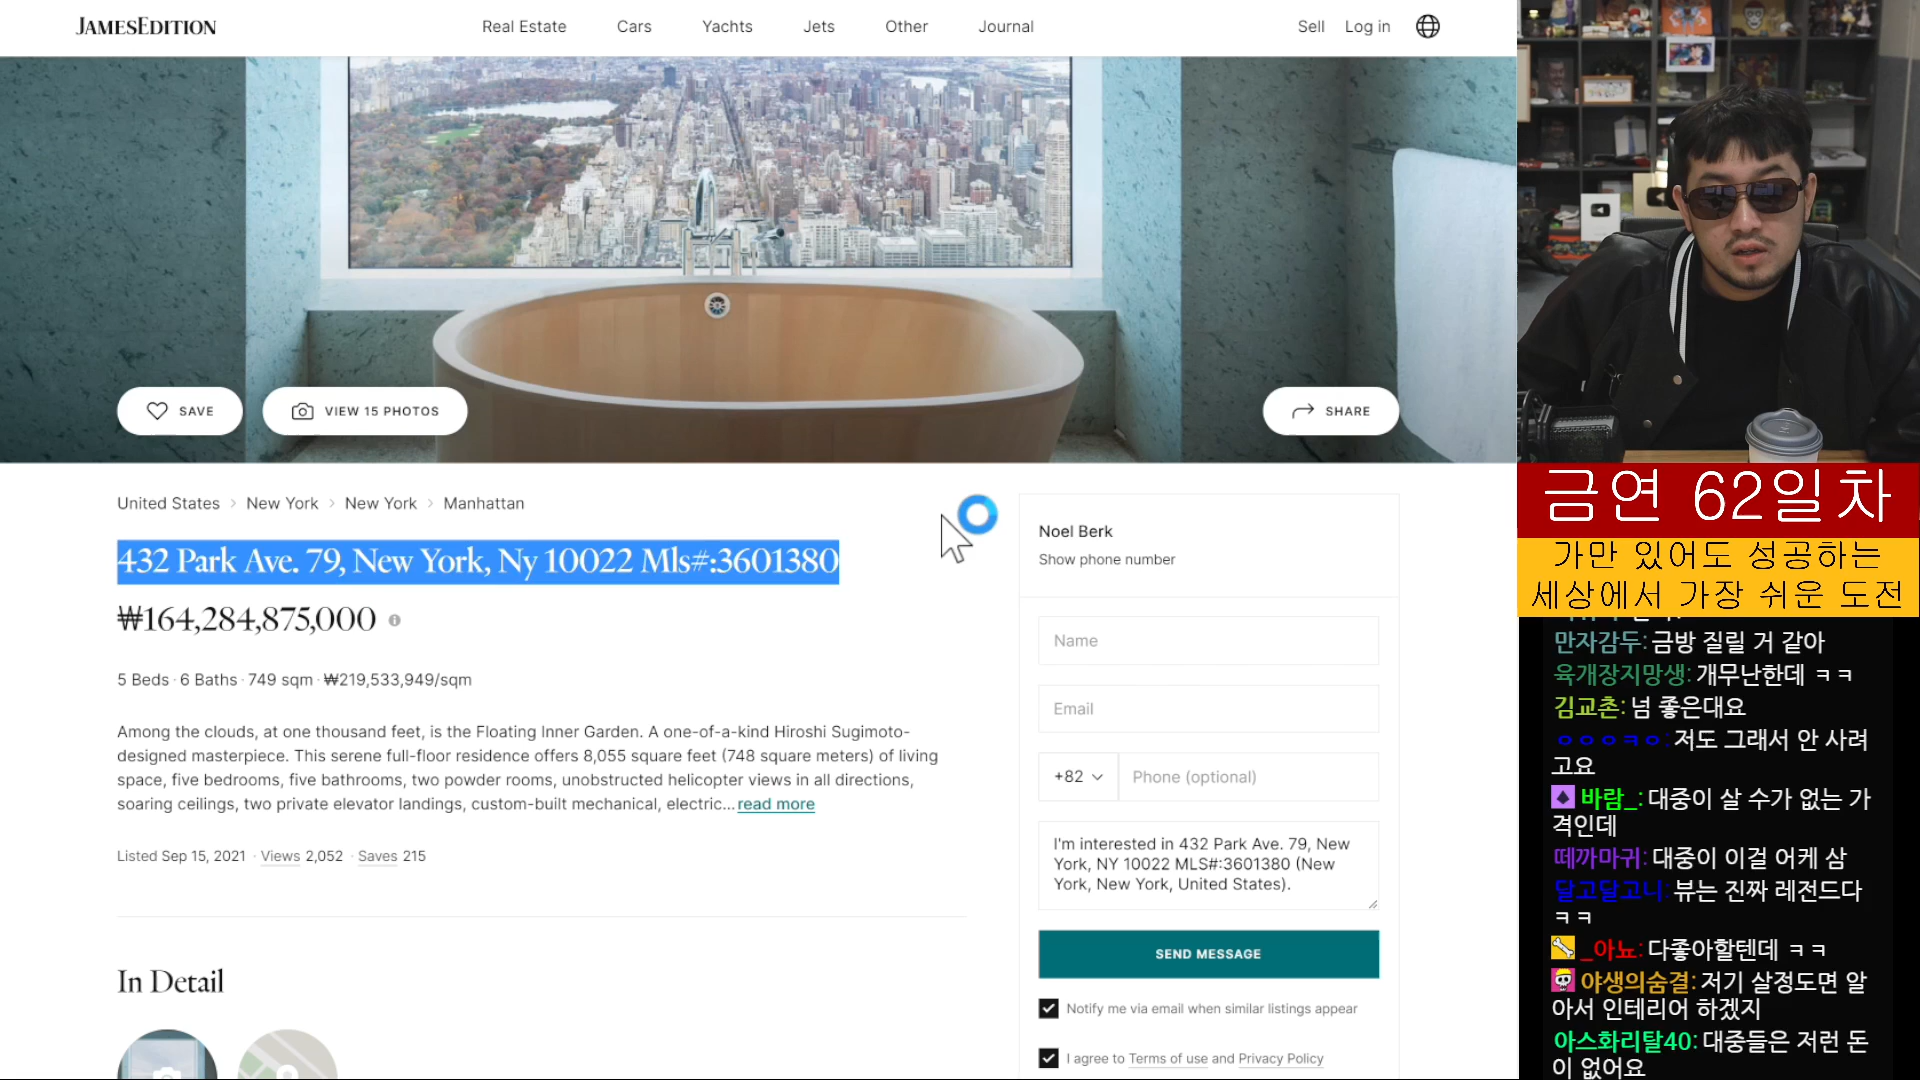 JAMESEDITION
Real Estate
Cars
Yachts
Jets
Other
Journal
Sell
Log in
SAVE
VIEW 15 PHOTOS
SHARE
United States > New York > New York > Manhattan
432 Park Ave. 79, New York, Ny 10022 Mls#:3601380
₩164,284,875,000
5 Beds · 6 Baths · 749 sqm · ₩219,533,949/sqm
Among the clouds, at one thousand feet, is the Floating Inner Garden. A one-of-a-kind Hiroshi Sugimoto-
designed masterpiece. This serene full-floor residence offers 8,055 square feet (748 square meters) of living
space, five bedrooms, five bathrooms, two powder rooms, unobstructed helicopter views in all directions,
soaring ceilings, two private elevator landings, custom-built mechanical, electric... read more
Listed Sep 15, 2021 · Views 2,052 · Saves 215
In Detail
Noel Berk
Show phone number
Name
Email
+82
Phone (optional)
I'm interested in 432 Park Ave. 79, New
York, NY 10022 MLS#:3601380 (New
York, New York, United States).
SEND MESSAGE
Notify me via email when similar listings appear
I agree to Terms of use and Privacy Policy
금연 62일차
가만 있어도 성공하는
세상에서 가장 쉬운 도전
만자감두: 금방 질릴 거 같아
육개장지망생: 개무난한데 ㅋㅋ
김교촌: 넘 좋은대요
ㅇㅇㅇㅋㅇ: 저도 그래서 안 사려
고요
바람_: 대중이 살 수가 없는 가
격인데
떼까마귀: 대중이 이걸 어케 삼
달고달고니: 뷰는 진짜 레전드다
ㅋㅋ
_아뇨: 다좋아할텐데 ㅋㅋ
야생의숨결: 저기 살정도면 알
아서 인테리어 하겠지
아스화리탈40: 대중들은 저런 돈
이 없어요